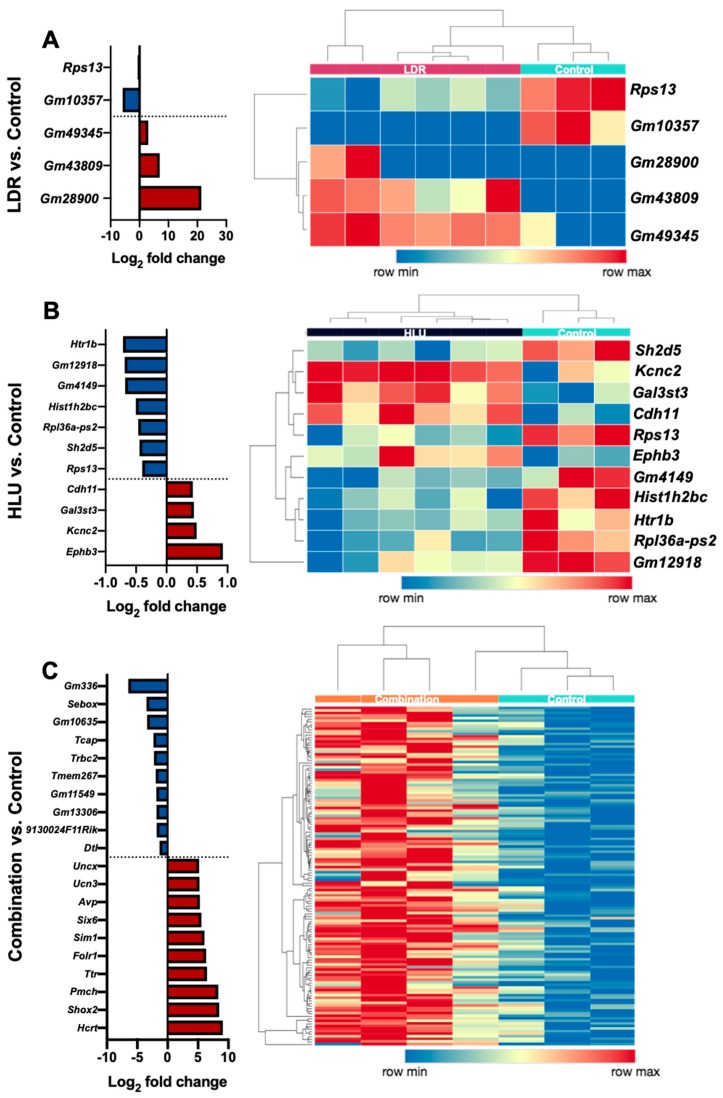 A
LDR vs. Control
Rps13
Gm10357
Gm49345
Gm43809
Gm28900
-10 0 10 20 30
Log2 fold change
LDR Control
Rps13
Gm10357
Gm28900
Gm43809
Gm49345
row min row max
B
HLU vs. Control
Htr1b
Gm12918
Gm4149
Hist1h2bc
Rpl36a-ps2
Sh2d5
Rps13
Cdh11
Gal3st3
Kcnc2
Ephb3
-1.0 -0.5 0.0 0.5 1.0
Log2 fold change
HLU Control
Sh2d5
Kcnc2
Gal3st3
Cdh11
Rps13
Ephb3
Gm4149
Hist1h2bc
Htr1b
Rpl36a-ps2
Gm12918
row min row max
C
Combination vs. Control
Gm336
Sebox
Gm10635
Tcap
Trbc2
Tmem267
Gm11549
Gm13306
9130024F11Rik
Dtl
Uncx
Ucn3
Avp
Six6
Sim1
Folr1
Ttr
Pmch
Shox2
Hcrt
-10 -5 0 5 10
Log2 fold change
Combination Control
row min row max